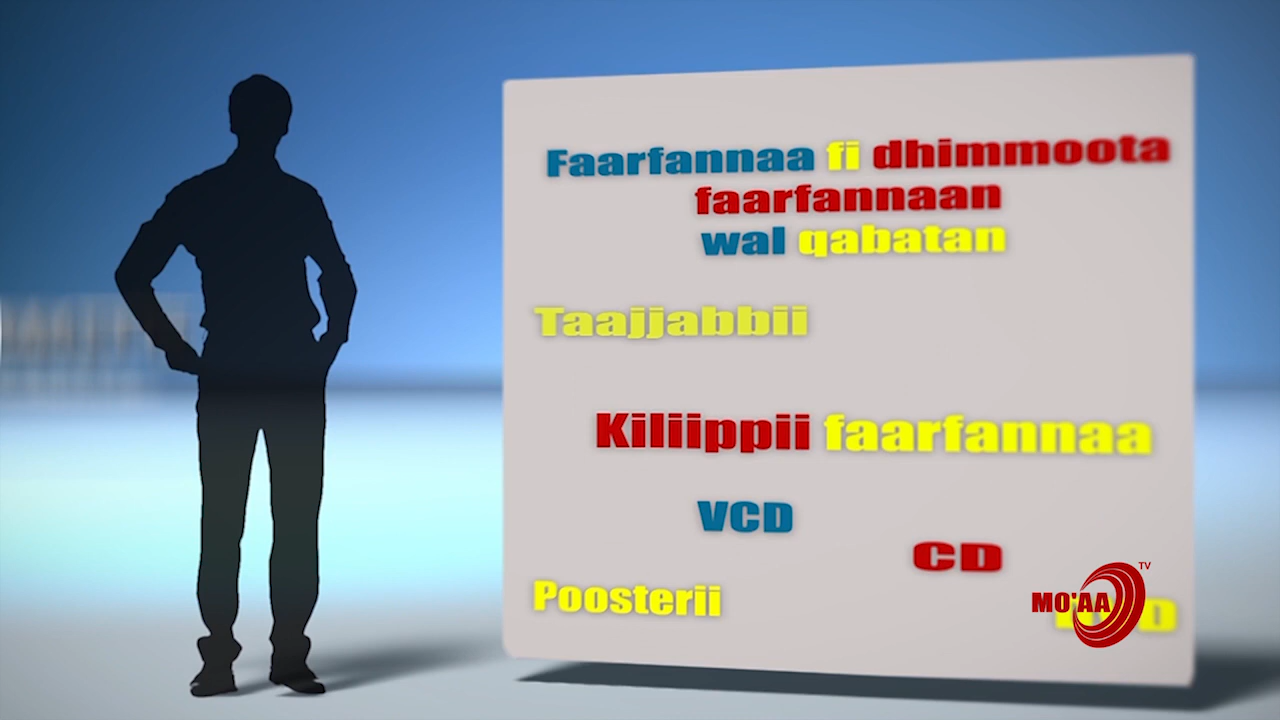 Faarfannaa fi dhimmoota
faarfannaan
wal qabatan
Taajjabbii
Kiliippii faarfannaa
VCD
CD
Poosterii
MO'AA TV